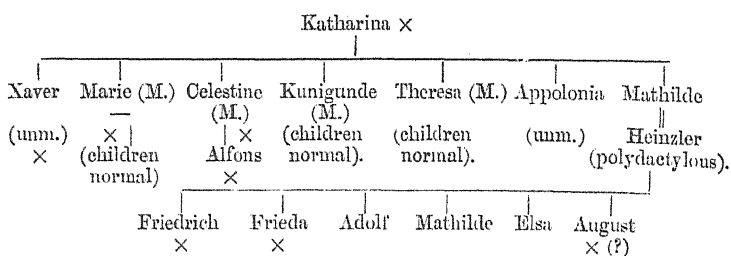 Katharina ×
Xaver Marie (M.) Celestine Kunigunde Theresa (M.) Appolonia Mathilde
(M.) (M.)
(unm.) × × (children (children (unm.) Heinzler
× (children Alfons normal). normal). (polydactylous).
normal) ×
Friedrich Frieda Adolf Mathilde Elsa August
× × × (?)